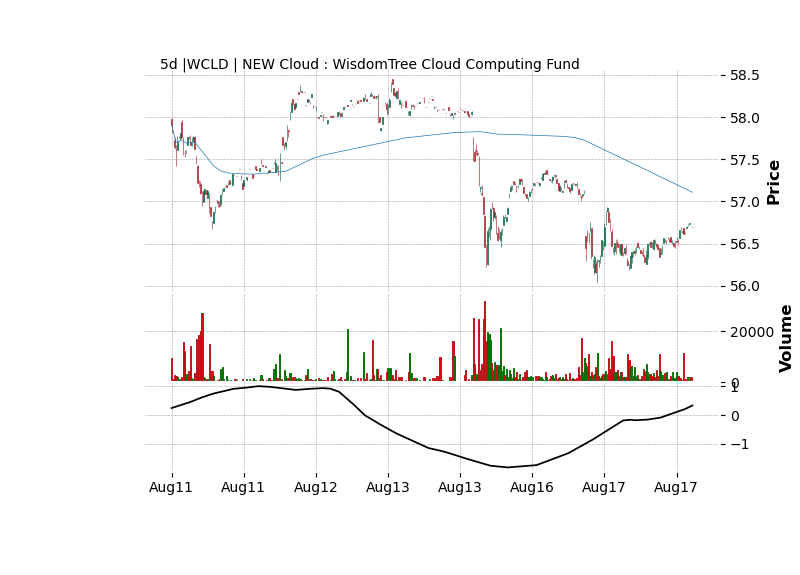 5d |WCLD | NEW Cloud : WisdomTree Cloud Computing Fund
58.5
58.0
57.5
57.0
56.5
56.0
Price
20000
0
Volume
1
0
−1
Aug11 Aug11 Aug12 Aug13 Aug13 Aug16 Aug17 Aug17